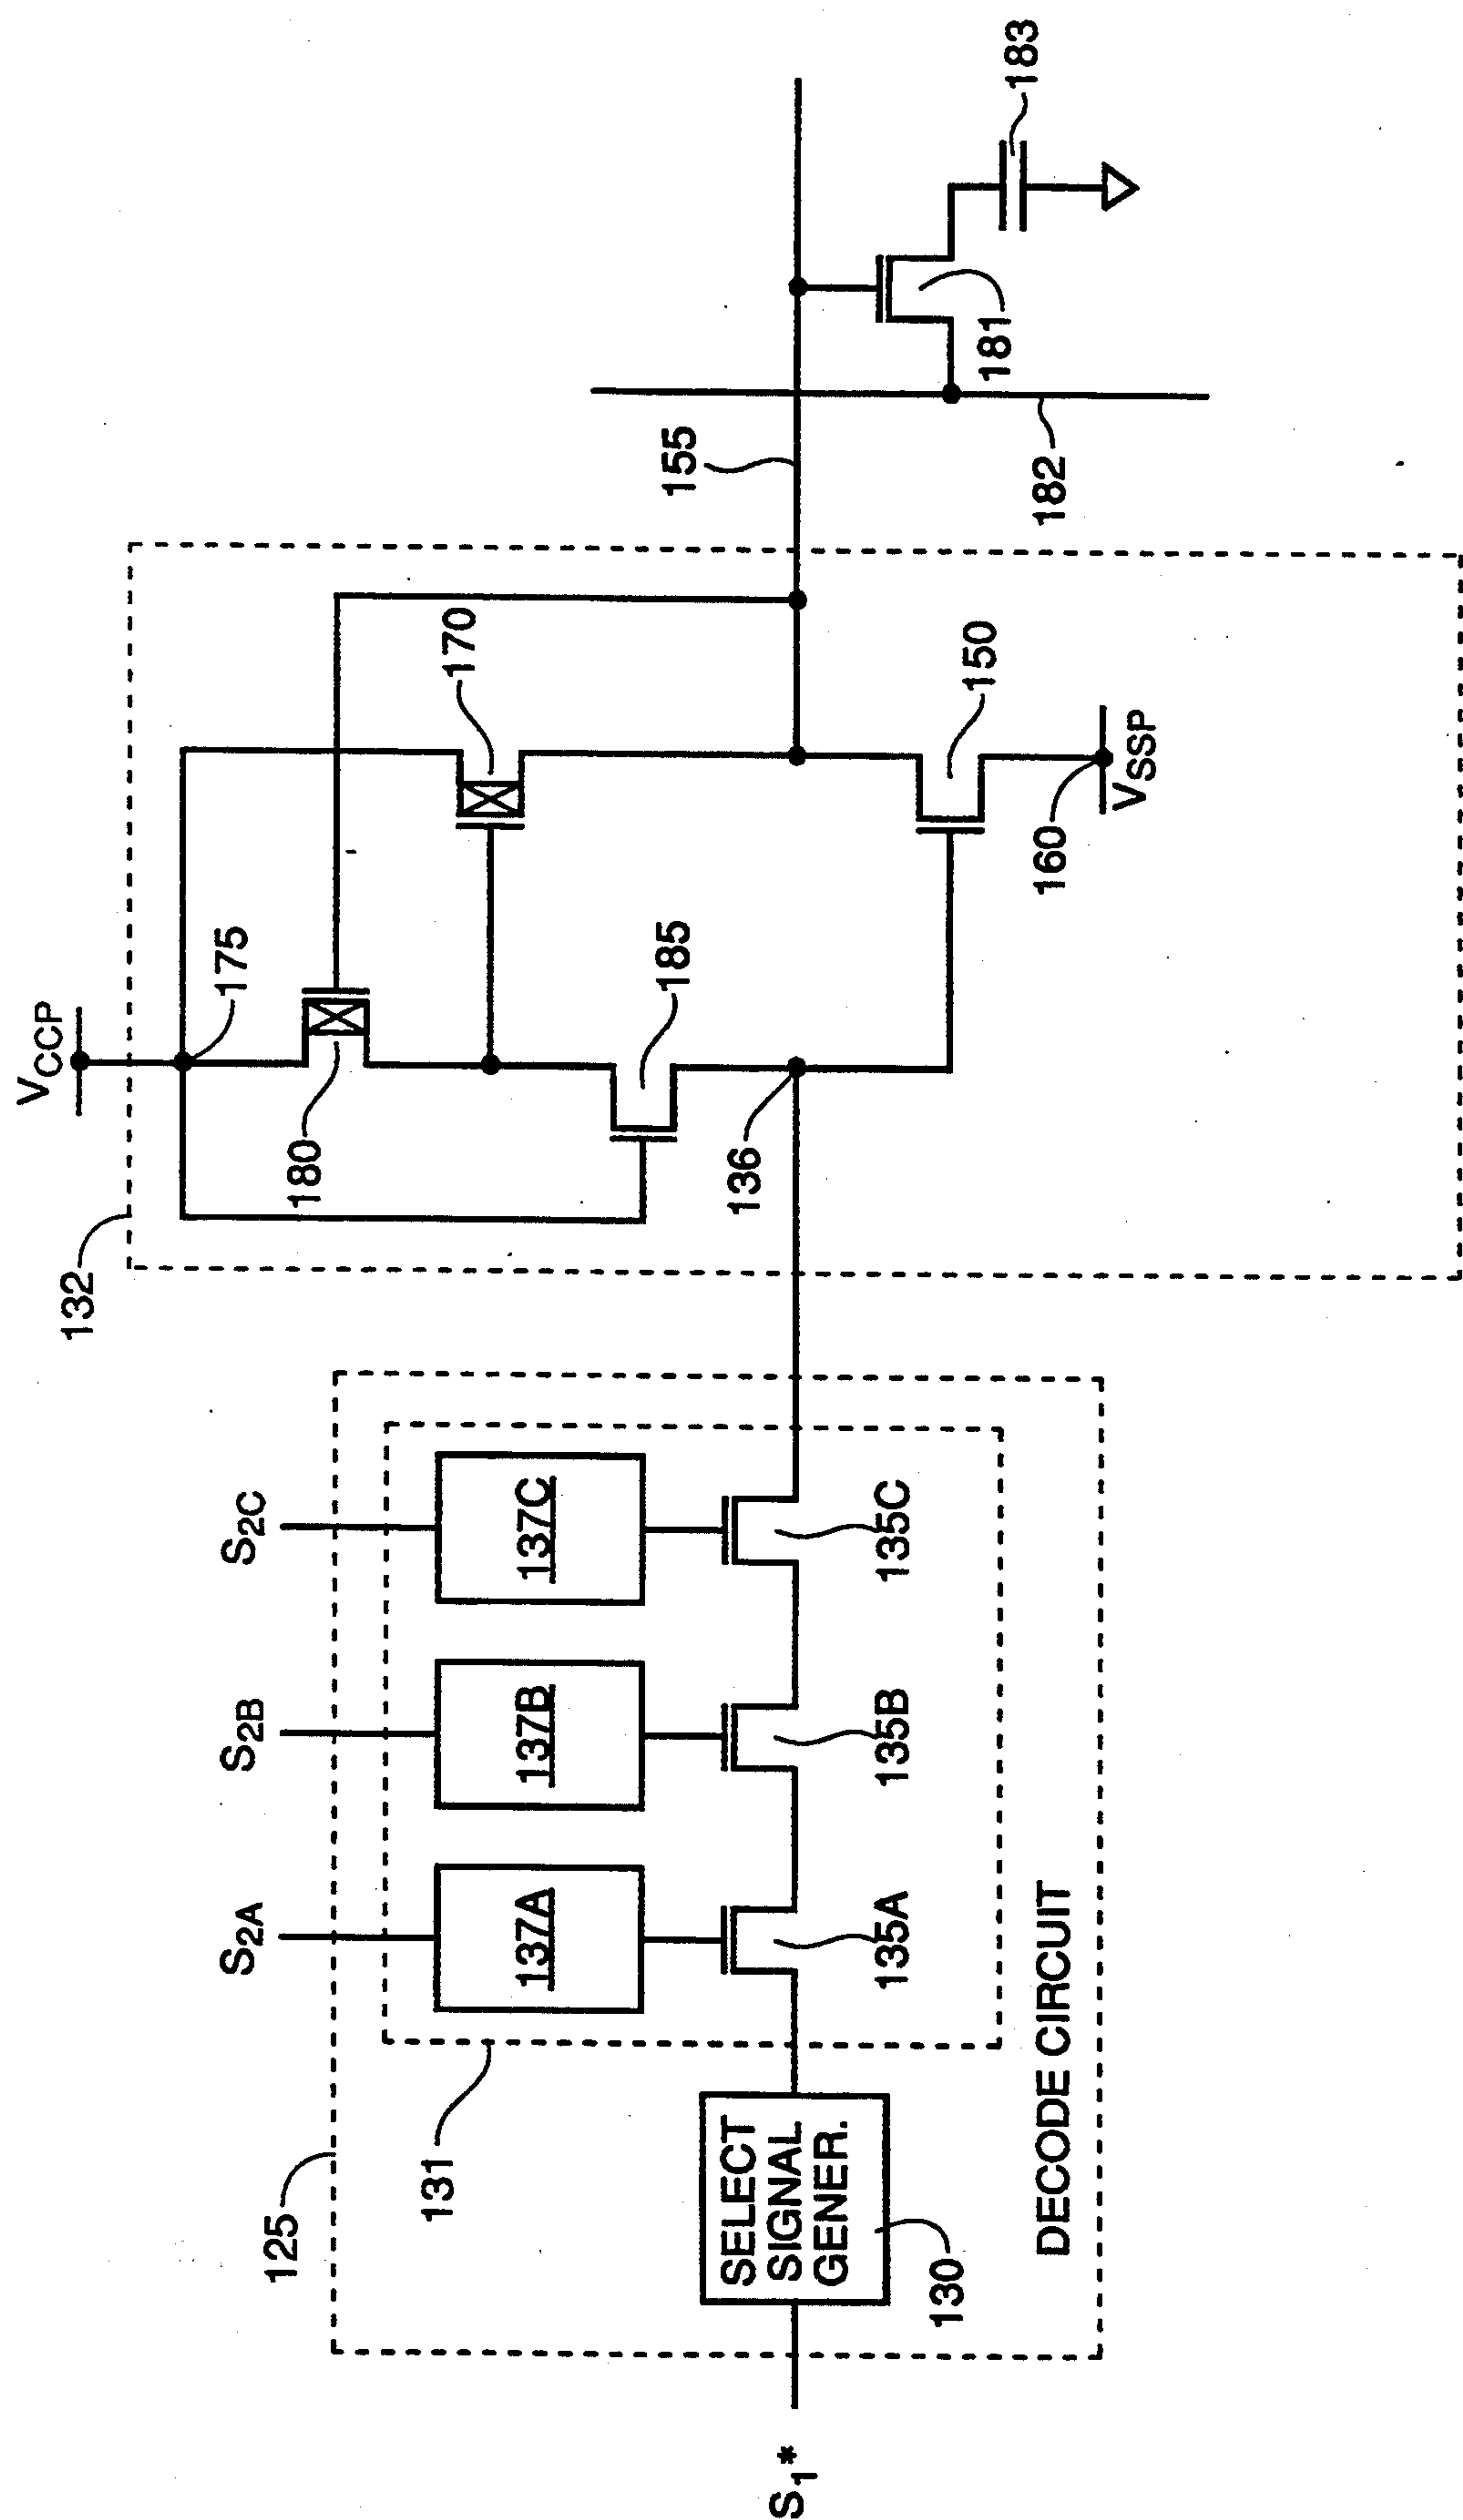 VCCP
132
175
180
170
185
155
136
150
160
VSSP
183
181
182
S2A
S2B
S2C
125
131
137A
137B
137C
135A
135B
135C
SELECT
SIGNAL
GENER.
130
S1*
DECODE CIRCUIT